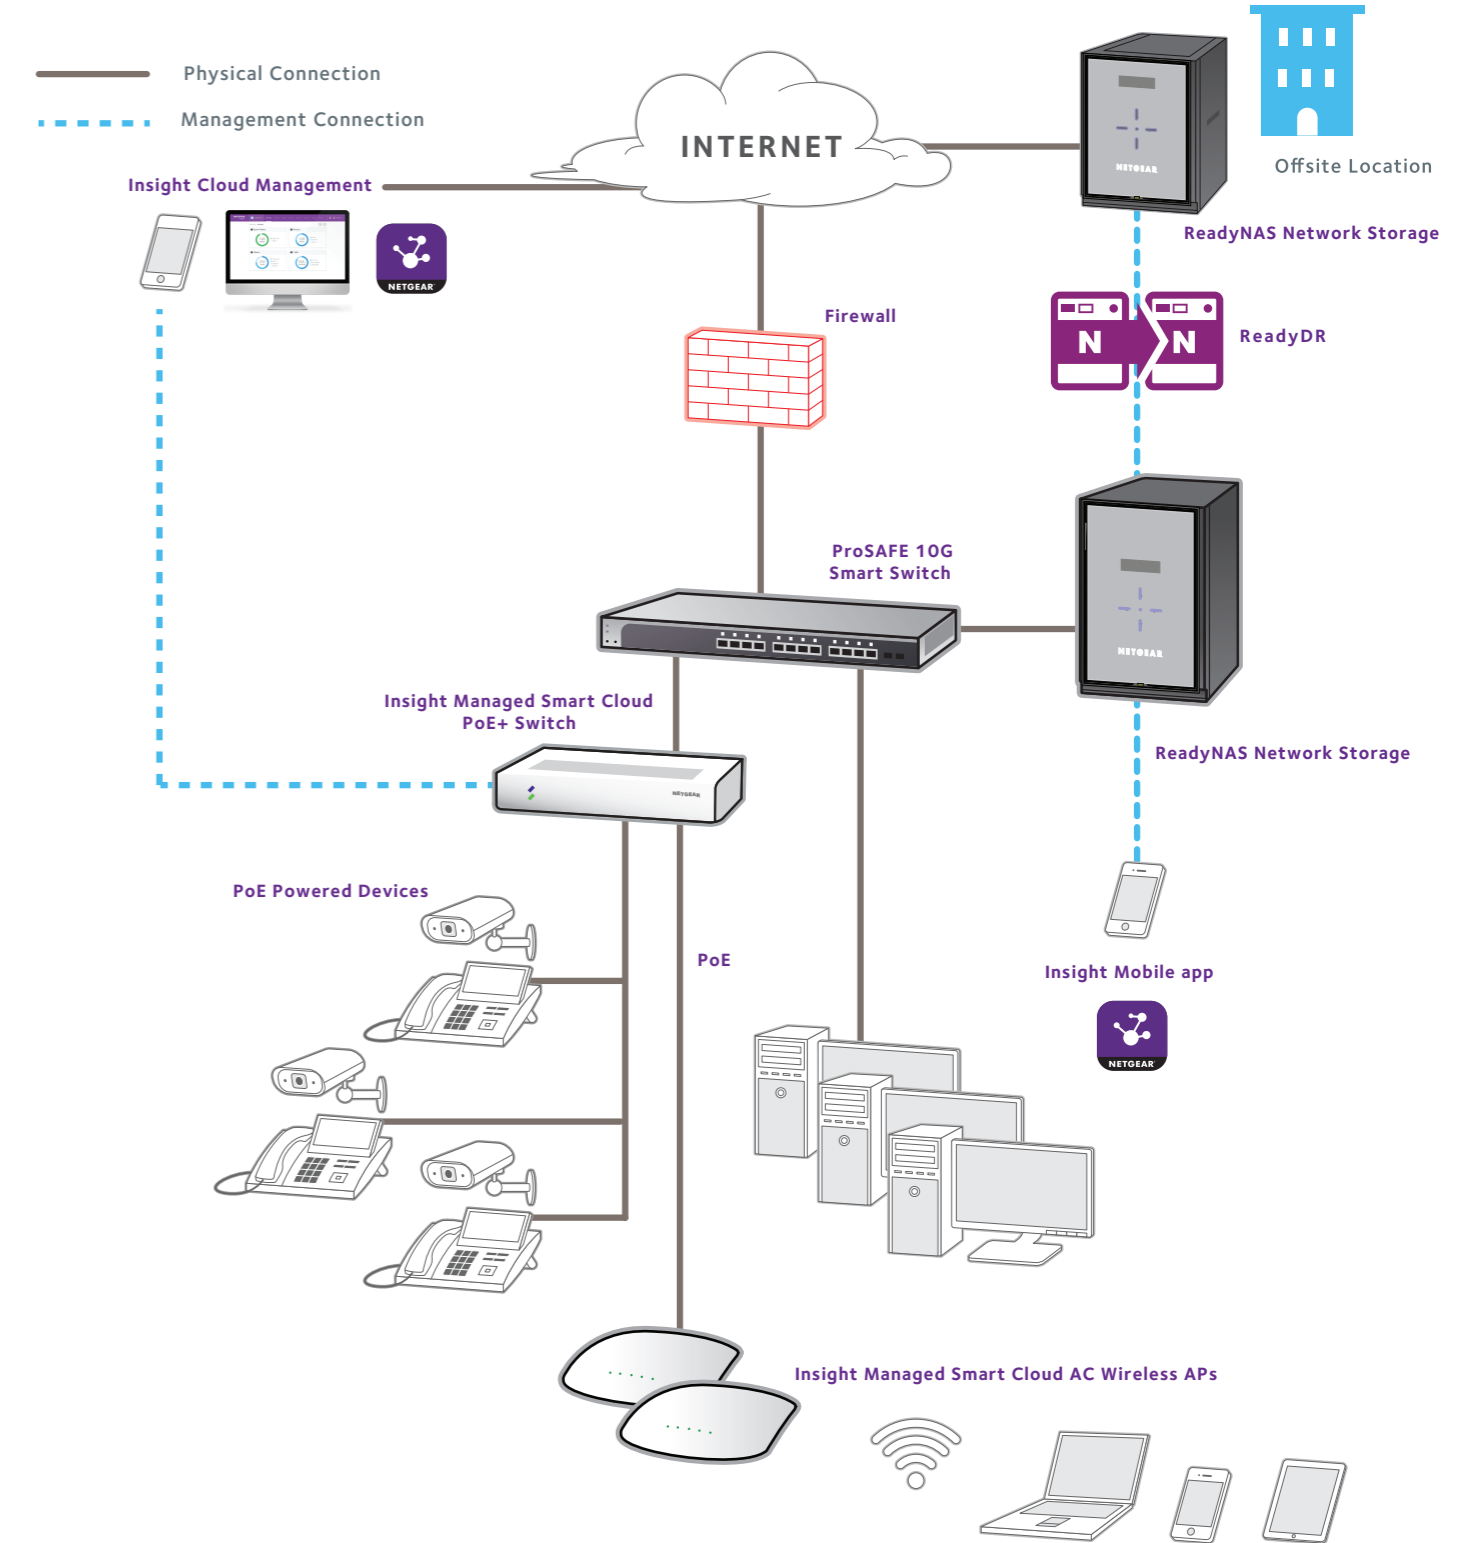 Physical Connection
Management Connection
INTERNET
NETGEAR
Offsite Location
Insight Cloud Management
ReadyNAS Network Storage
NETGEAR
Firewall
N
N
ReadyDR
ProSAFE 10G
Smart Switch
NETGEAR
Insight Managed Smart Cloud
PoE+ Switch
NETGEAR
ReadyNAS Network Storage
PoE Powered Devices
PoE
Insight Mobile app
NETGEAR
Insight Managed Smart Cloud AC Wireless APs